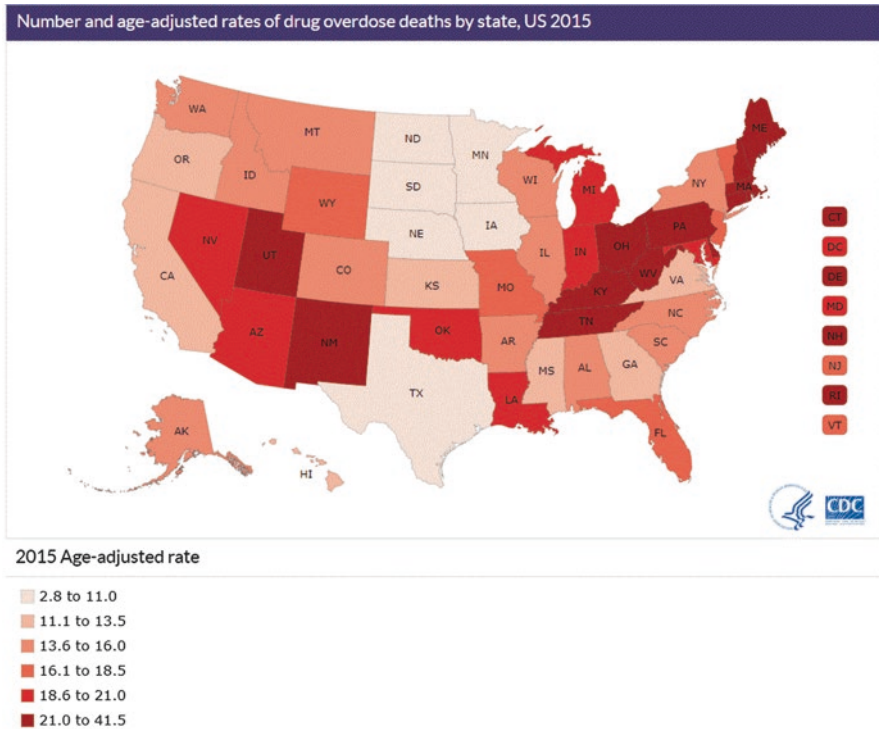 Number and age-adjusted rates of drug overdose deaths by state, US 2015
WA
MT
ND
MN
ME
OR
ID
SD
WI
MI
NY
MA
WY
IA
PA
NV
UT
NE
IL
IN
OH
CO
WV
VA
CA
KS
MO
KY
AZ
NM
OK
TN
NC
AR
SC
TX
MS
AL
GA
LA
FL
AK
HI
CT
DC
DE
MD
NH
NJ
RI
VT
CDC
2015 Age-adjusted rate
2.8 to 11.0
11.1 to 13.5
13.6 to 16.0
16.1 to 18.5
18.6 to 21.0
21.0 to 41.5